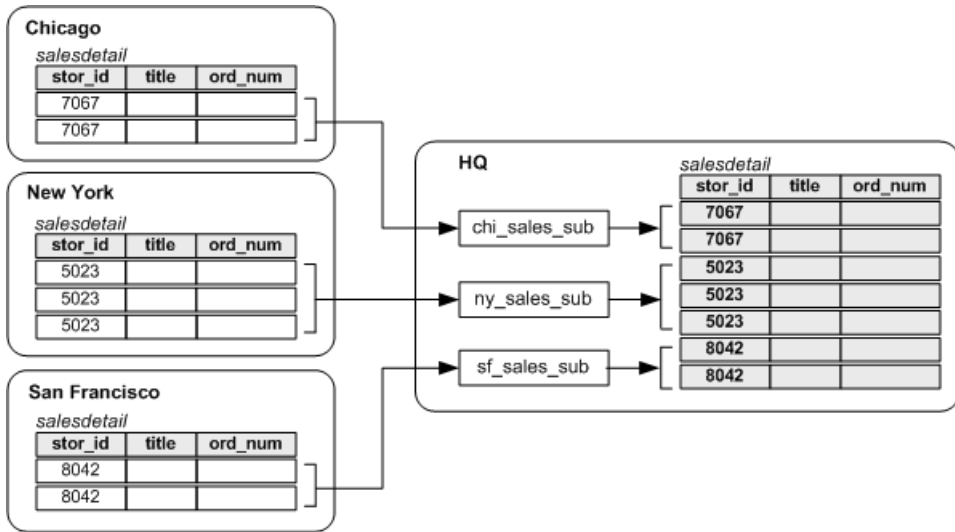 Chicago
salesdetail
stor_id title ord_num
7067
7067
New York
salesdetail
stor_id title ord_num
5023
5023
5023
San Francisco
salesdetail
stor_id title ord_num
8042
8042
HQ
chi_sales_sub
ny_sales_sub
sf_sales_sub
salesdetail
stor_id title ord_num
7067
7067
5023
5023
5023
8042
8042